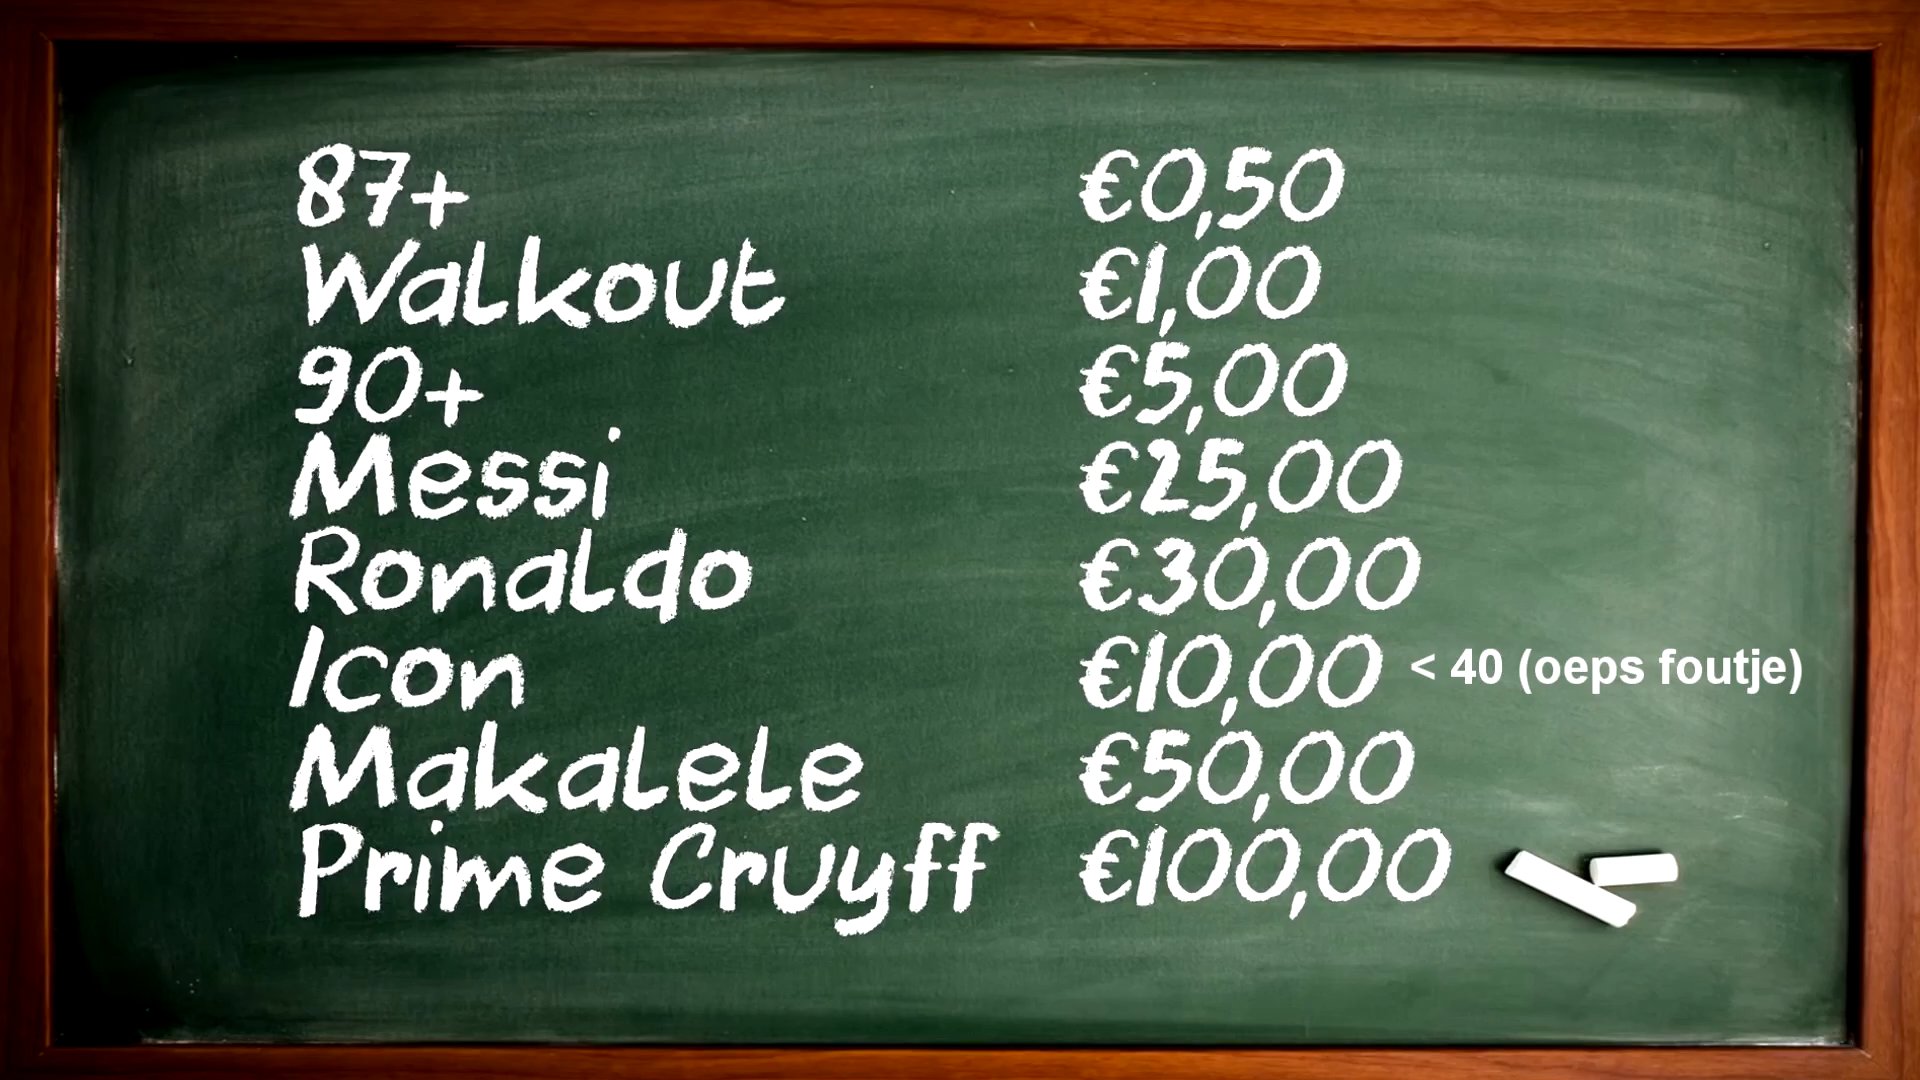 87+ €0,50
Walkout €1,00
90+ €5,00
Messi €25,00
Ronaldo €30,00
Icon €10,00 < 40 (oeps foutje)
Makalele €50,00
Prime Cruyff €100,00